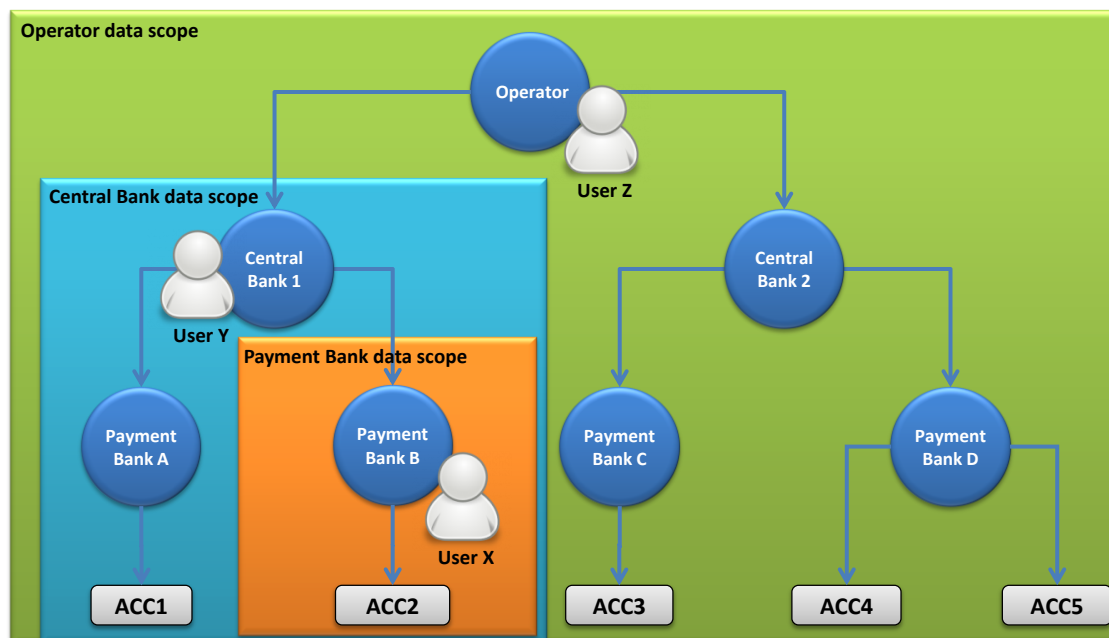 Operator data scope
Operator
User Z
Central Bank data scope
Central
Bank 1
Central
Bank 2
User Y
Payment Bank data scope
Payment
Bank A
Payment
Bank B
Payment
Bank C
Payment
Bank D
User X
ACC1
ACC2
ACC3
ACC4
ACC5